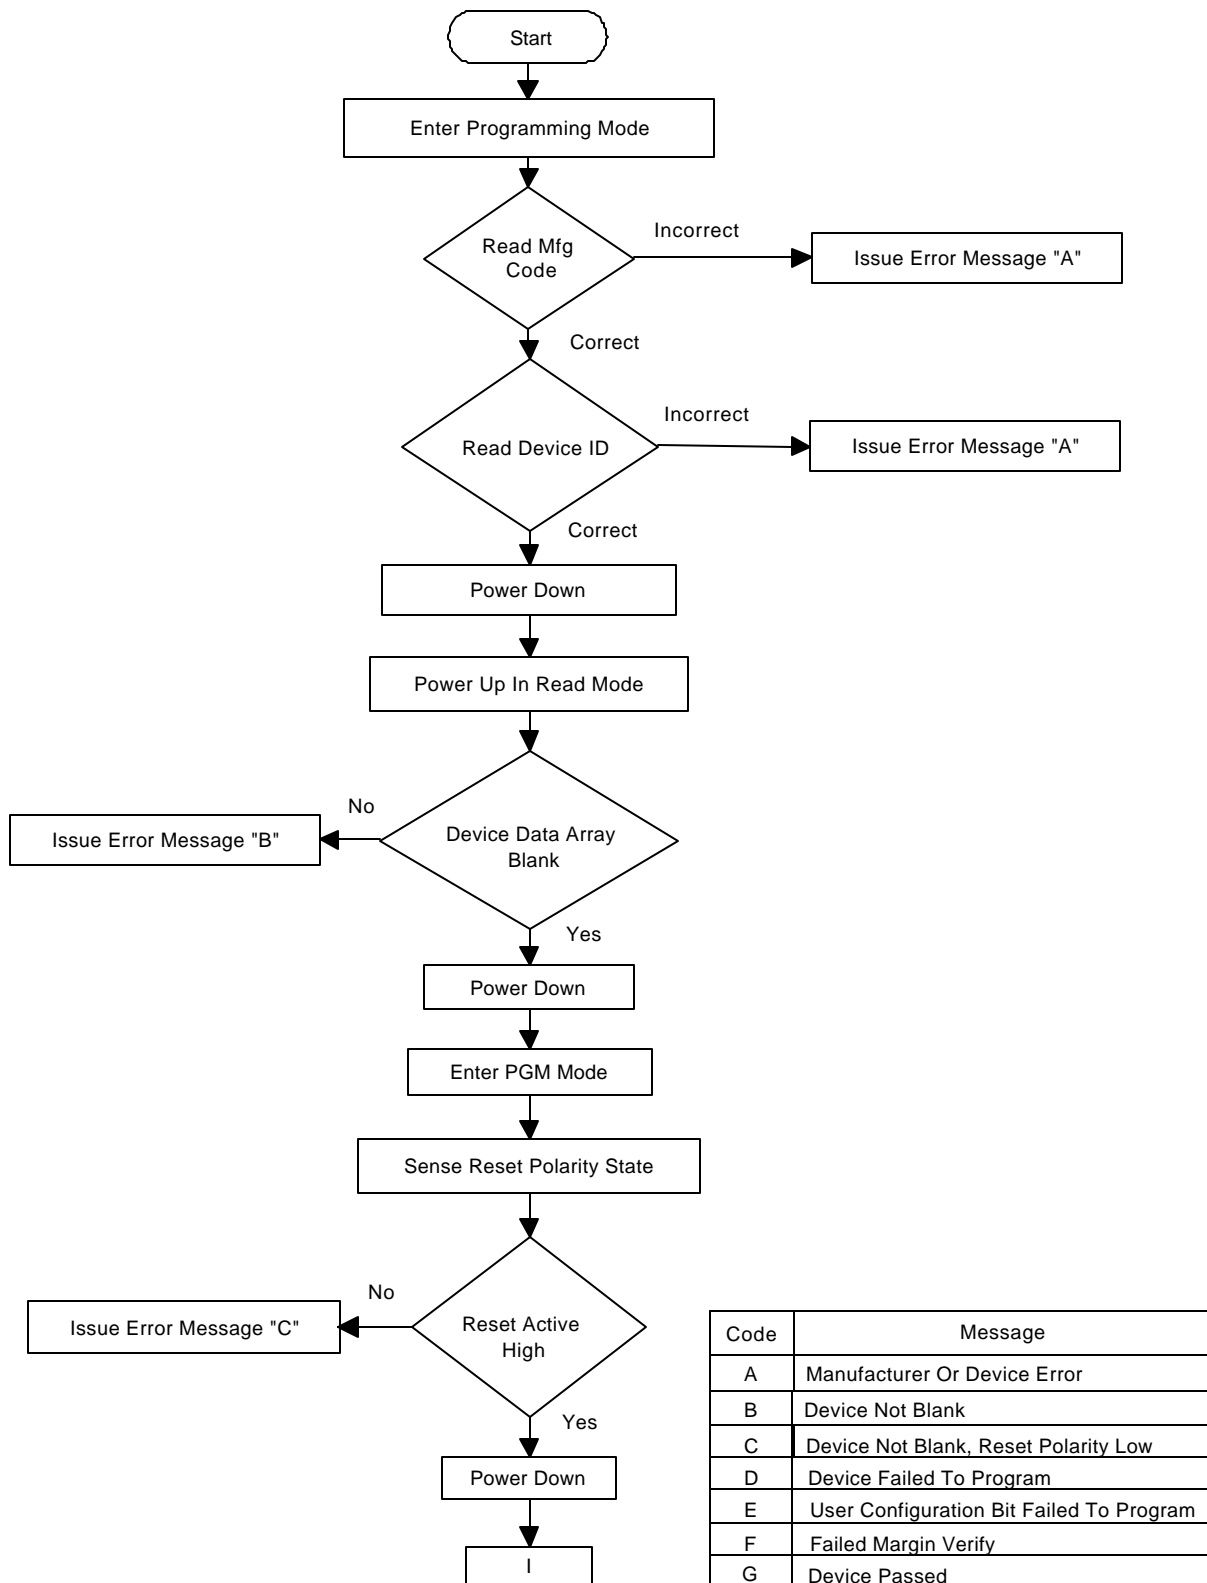 Start
Enter Programming Mode
Read Mfg
Code
Incorrect
Issue Error Message "A"
Correct
Read Device ID
Incorrect
Issue Error Message "A"
Correct
Power Down
Power Up In Read Mode
Device Data Array
Blank
No
Issue Error Message "B"
Yes
Power Down
Enter PGM Mode
Sense Reset Polarity State
Reset Active
High
No
Issue Error Message "C"
Yes
Power Down
I
Code Message
A Manufacturer Or Device Error
B Device Not Blank
C Device Not Blank, Reset Polarity Low
D Device Failed To Program
E User Configuration Bit Failed To Program
F Failed Margin Verify
G Device Passed